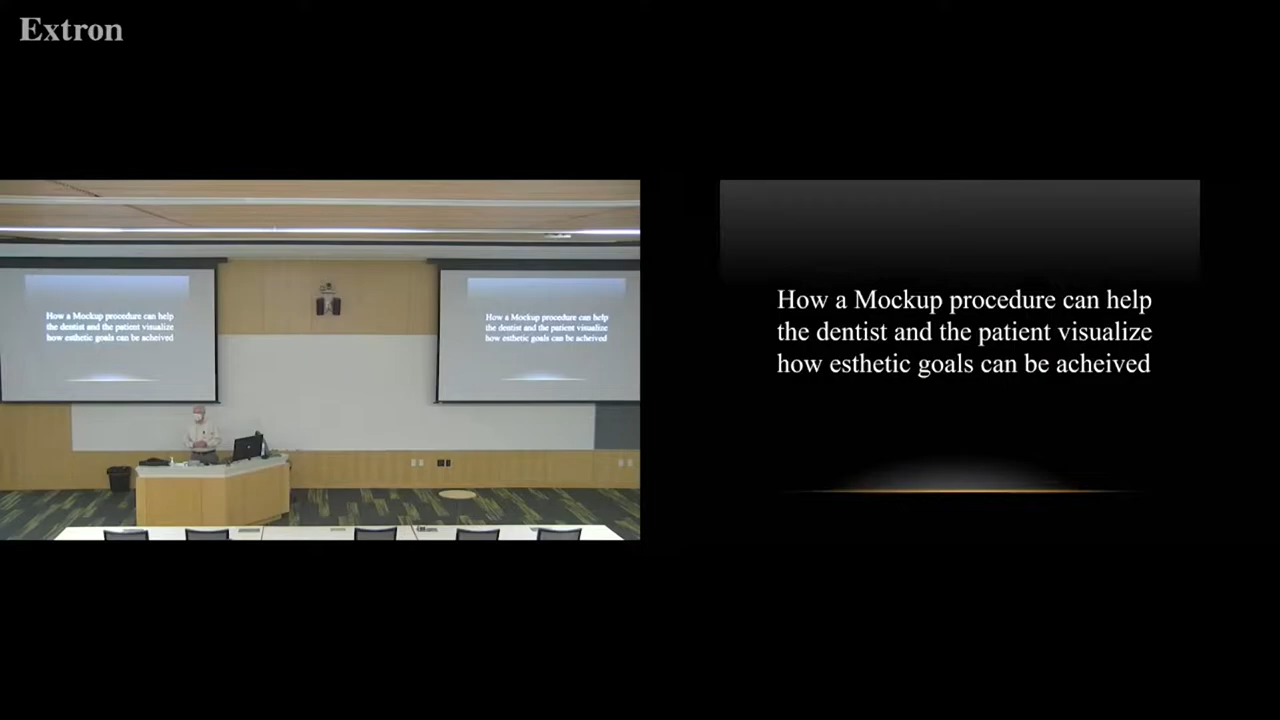 Extron
How a Mockup procedure can help
the dentist and the patient visualize
how esthetic goals can be acheived
How a Mockup procedure can help
the dentist and the patient visualize
how esthetic goals can be acheived
How a Mockup procedure can help
the dentist and the patient visualize
how esthetic goals can be acheived